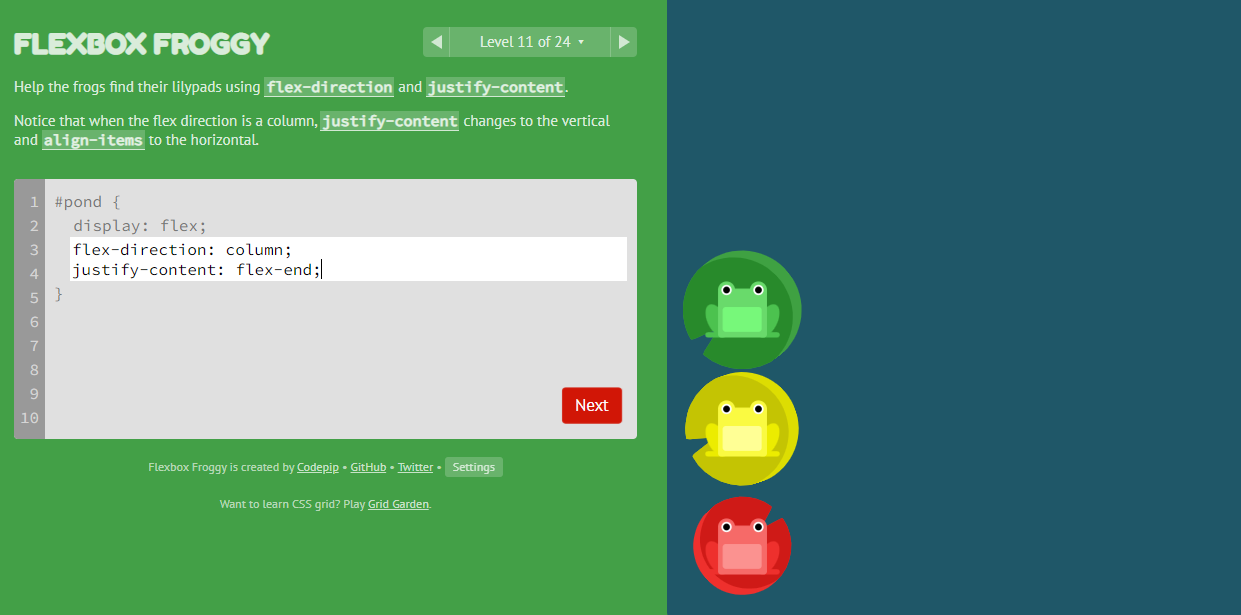 FLEXBOX FROGGY
Level 11 of 24
Help the frogs find their lilypads using flex-direction and justify-content.
Notice that when the flex direction is a column, justify-content changes to the vertical
and align-items to the horizontal.
1 #pond {
2 display: flex;
3 flex-direction: column;
4 justify-content: flex-end;
5 }
6
7
8
9
10
Next
Flexbox Froggy is created by Codepip • GitHub • Twitter • Settings
Want to learn CSS grid? Play Grid Garden.